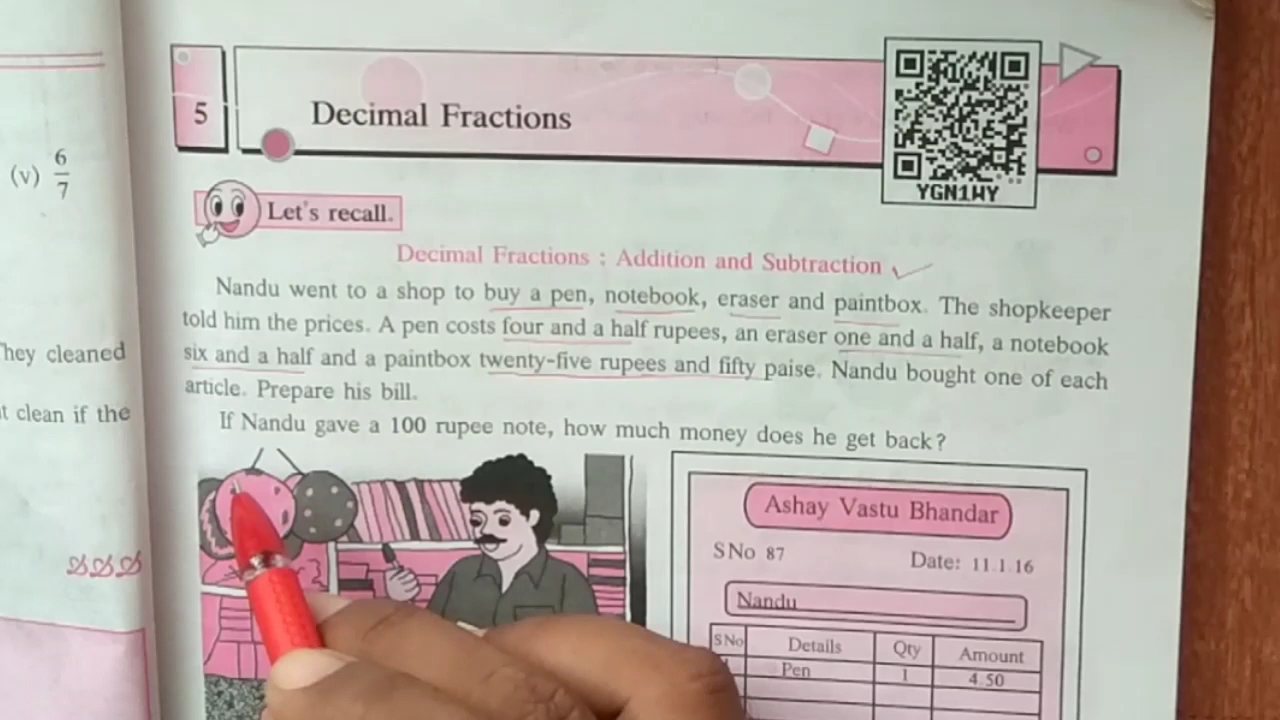 (v) 6/7
They cleaned
t clean if the
5
Decimal Fractions
YGN1WY
Let's recall.
Decimal Fractions : Addition and Subtraction
Nandu went to a shop to buy a pen, notebook, eraser and paintbox. The shopkeeper
told him the prices. A pen costs four and a half rupees, an eraser one and a half, a notebook
six and a half and a paintbox twenty-five rupees and fifty paise. Nandu bought one of each
article. Prepare his bill.
If Nandu gave a 100 rupee note, how much money does he get back?
Ashay Vastu Bhandar
SNo 87 Date: 11.1.16
Nandu
SNo Details Qty Amount
Pen 1 4.50